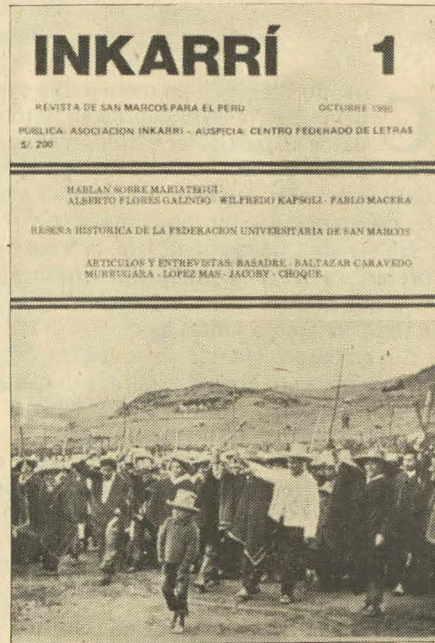 INKARRÍ 1
REVISTA DE SAN MARCOS PARA EL PERU OCTUBRE
PUBLICA: ASOCIACION INKARRI - AUSPICIA: CENTRO FEDERADO DE LETRAS
S/. 200
HABLAN SOBRE MARIATEGUI:
ALBERTO FLORES GALINDO - WILFREDO KAPSOLI - PABLO MACERA
RESEÑA HISTORICA DE LA FEDERACION UNIVERSITARIA DE SAN MARCOS
ARTICULOS Y ENTREVISTAS: BASADRE - BALTAZAR CARAVEDO
MURRUGARA - LOPEZ MAS - JACOBY - CHOQUE